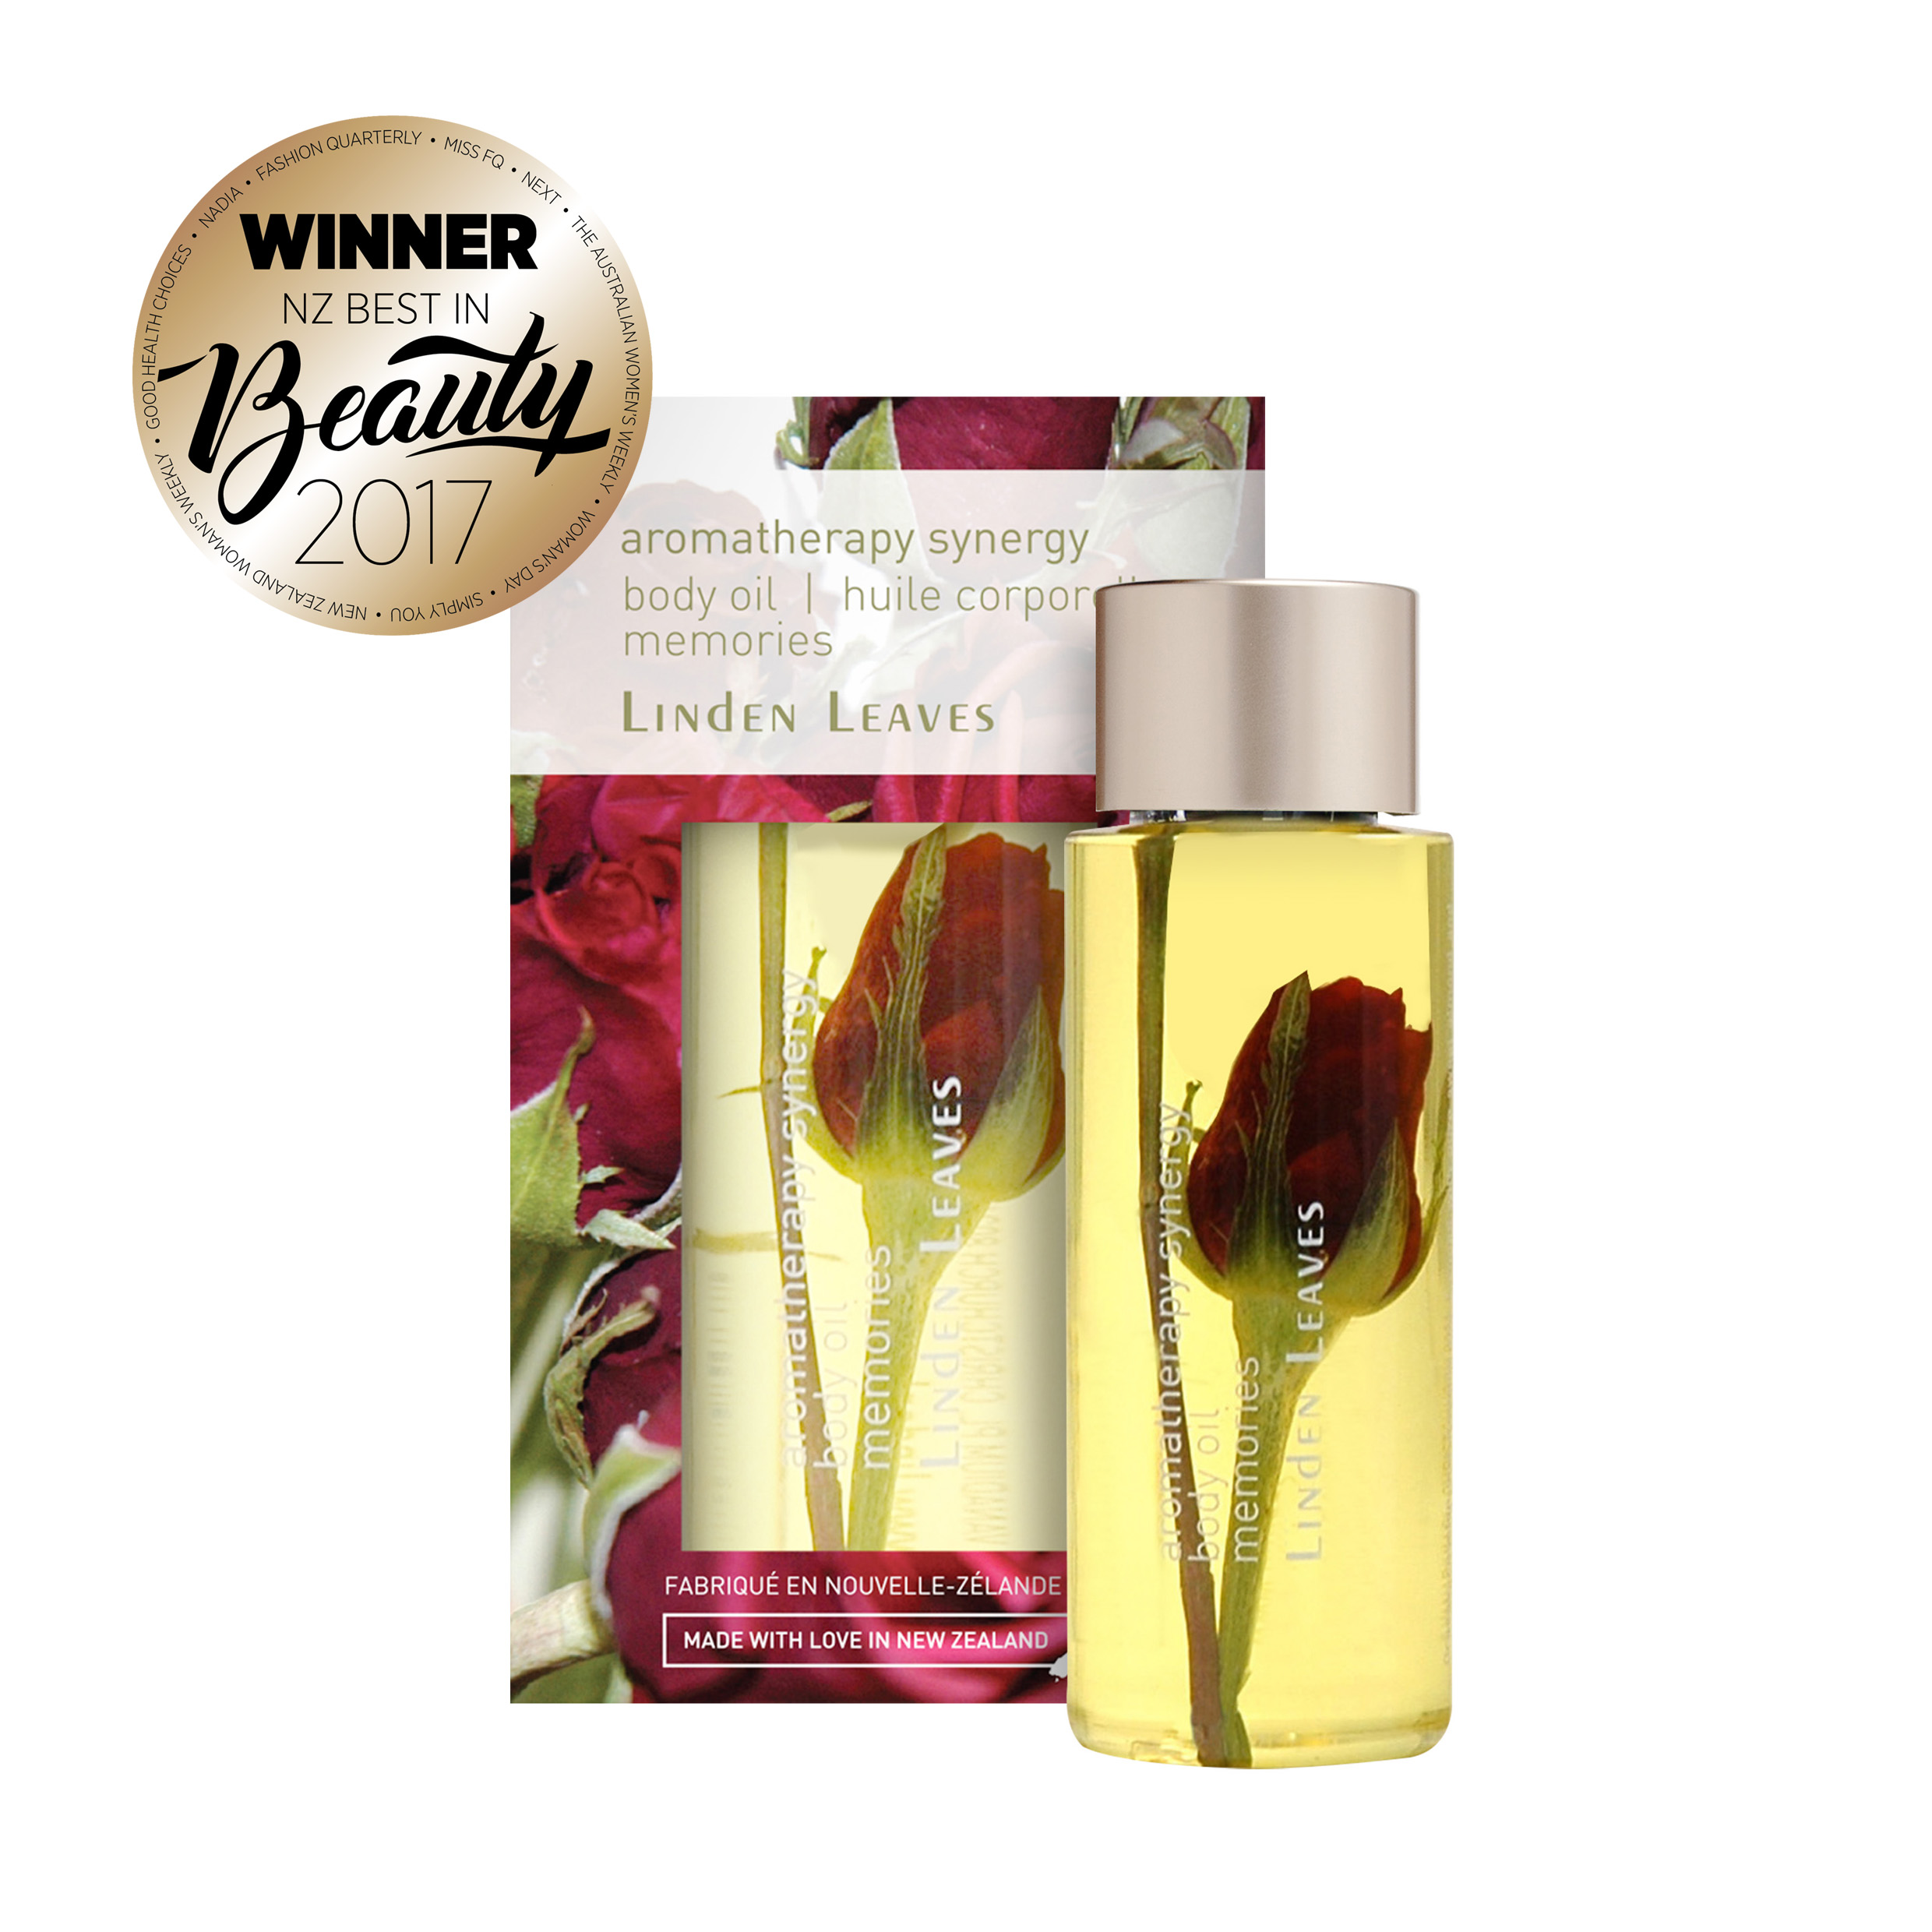 GOOD HEALTH CHOICES • NADIA • FASHION QUARTERLY • MISS FQ • NEXT • THE AUSTRALIAN WOMEN'S WEEKLY • WOMAN'S DAY • SIMPLY YOU • NEW ZEALAND WOMAN'S WEEKLY •
WINNER
NZ BEST IN
Beauty
2017
aromatherapy synergy
body oil | huile
memories
LINdEN LEAVES
aromatherapy synergy
body oil
memories
LINdEN LEAVES
FABRIQUÉ EN NOUVELLE-ZÉLANDE
MADE WITH LOVE IN NEW ZEALAND
aromatherapy synergy
body oil
memories
LINdEN LEAVES